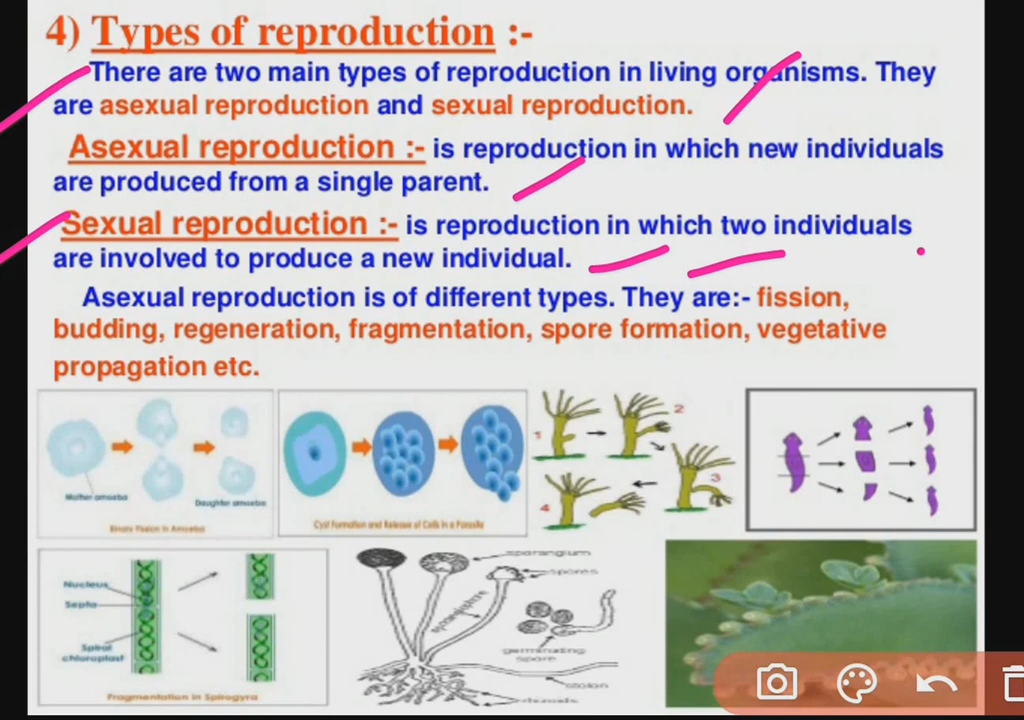 4) Types of reproduction :-
There are two main types of reproduction in living organisms. They
are asexual reproduction and sexual reproduction.
Asexual reproduction :- is reproduction in which new individuals
are produced from a single parent.
Sexual reproduction :- is reproduction in which two individuals
are involved to produce a new individual.
Asexual reproduction is of different types. They are:- fission,
budding, regeneration, fragmentation, spore formation, vegetative
propagation etc.
Mother amoeba
Daughter amoeba
Binary Fission in Amoeba
Cyst Formation and Release of Cells in a Parasite
1
2
3
4
Nucleus
Septa
Spiral
chloroplast
Fragmentation in Spirogyra
sporangium
spores
germinating
spore
stolon